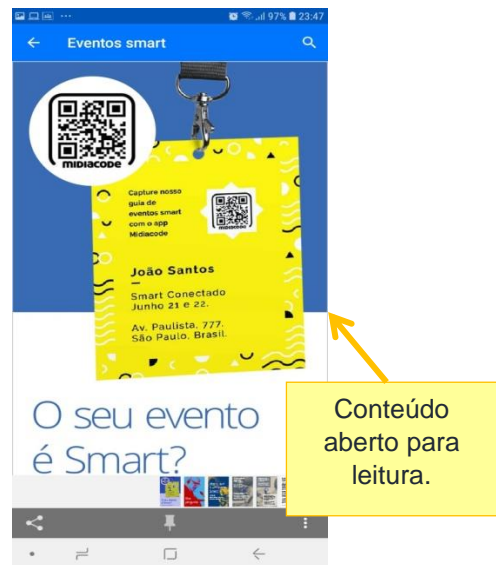 97% 23:47
Eventos smart
MIDIACODE
Capture nosso
guia de
eventos smart
com o app
Midiacode
João Santos
Smart Conectado
Junho 21 e 22.
Av. Paulista, 777.
São Paulo, Brasil.
O seu evento
é Smart?
Conteúdo
aberto para
leitura.